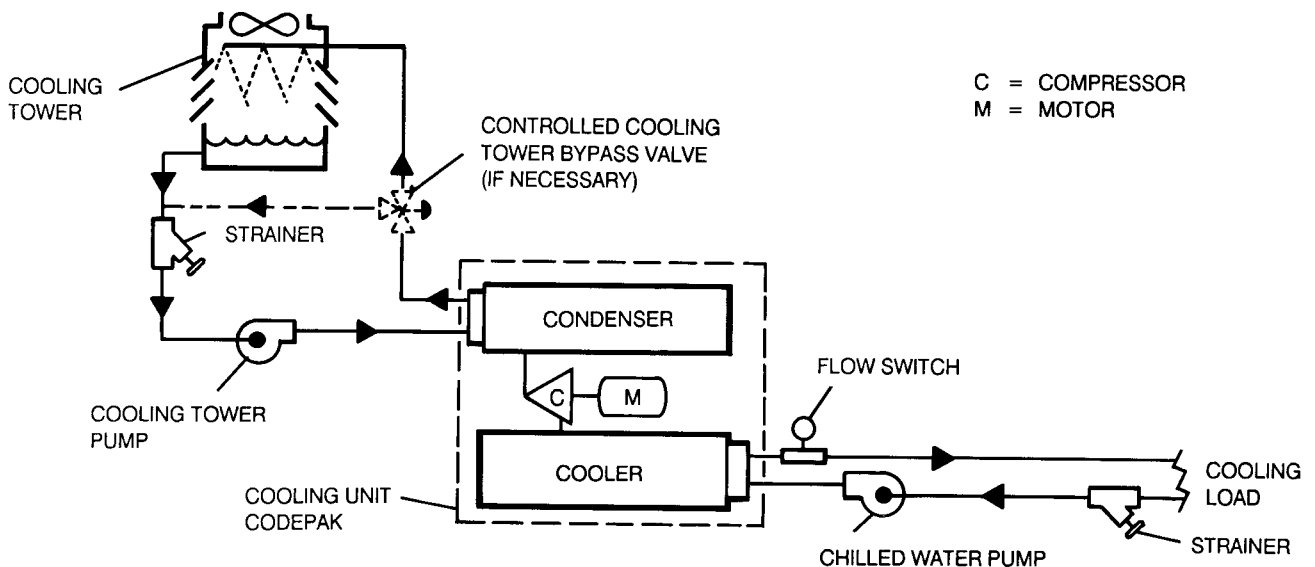 COOLING
TOWER
C = COMPRESSOR
M = MOTOR
CONTROLLED COOLING
TOWER BYPASS VALVE
(IF NECESSARY)
STRAINER
CONDENSER
COOLING TOWER
PUMP
C
M
FLOW SWITCH
COOLER
COOLING UNIT
CODEPAK
COOLING
LOAD
CHILLED WATER PUMP
STRAINER